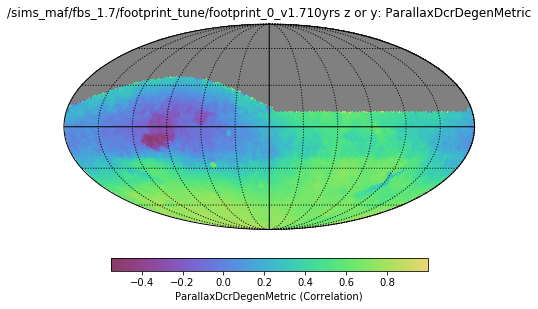 /sims_maf/fbs_1.7/footprint_tune/footprint_0_v1.710yrs z or y: ParallaxDcrDegenMetric
−0.4 −0.2 0.0 0.2 0.4 0.6 0.8
ParallaxDcrDegenMetric (Correlation)